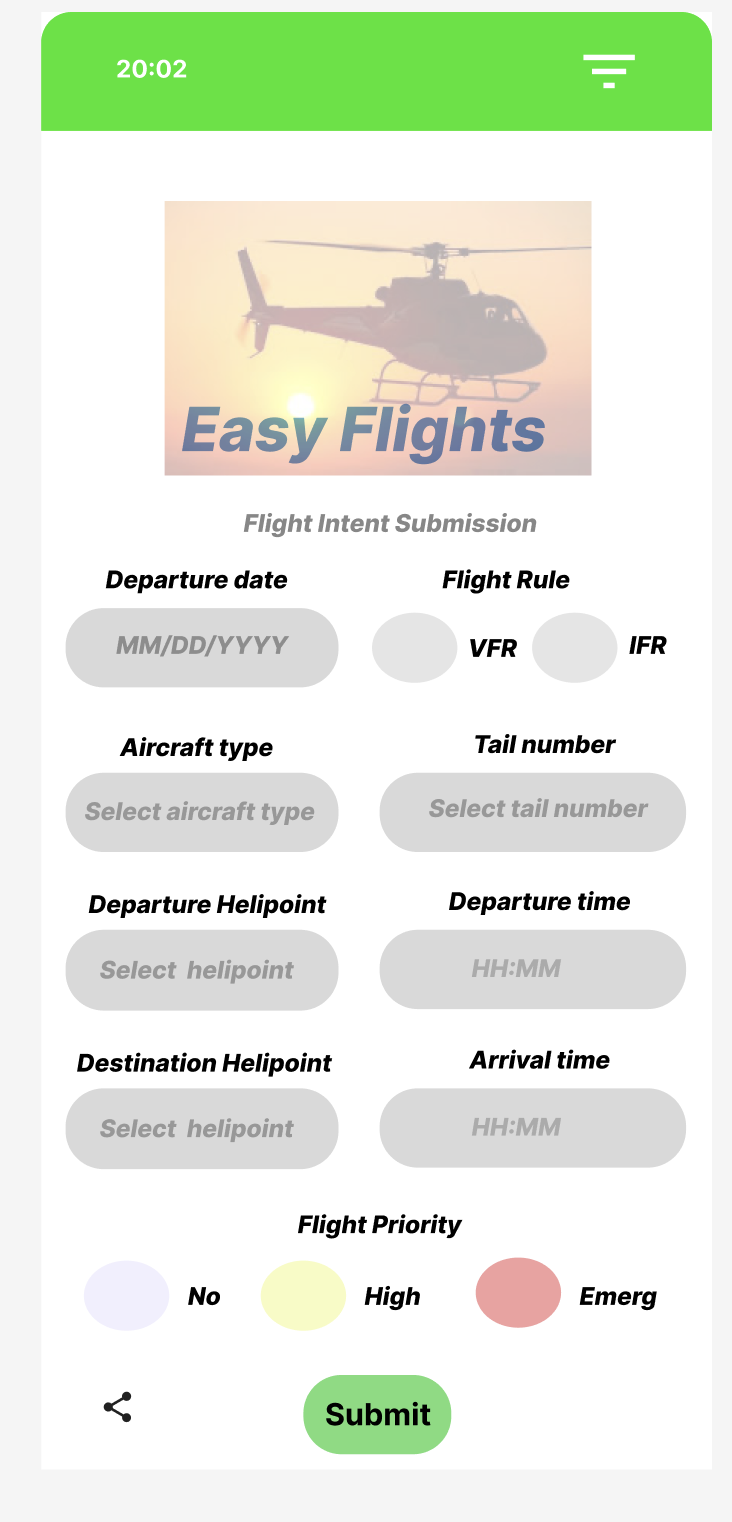 20:02
Easy Flights
Flight Intent Submission
Departure date
Flight Rule
MM/DD/YYYY
VFR
IFR
Aircraft type
Tail number
Select aircraft type
Select tail number
Departure Helipoint
Departure time
Select helipoint
HH:MM
Destination Helipoint
Arrival time
Select helipoint
HH:MM
Flight Priority
No
High
Emerg
Submit